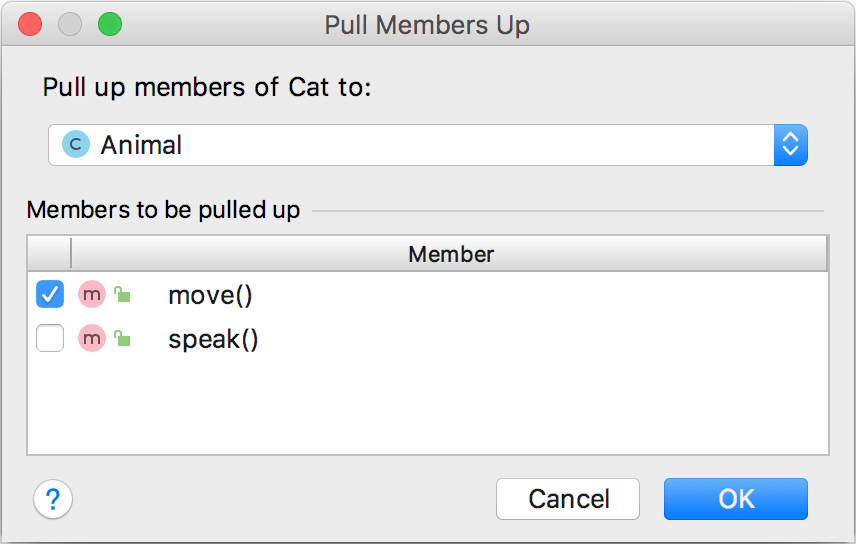 Pull Members Up
Pull up members of Cat to:
C Animal
Members to be pulled up
Member
m move()
m speak()
? Cancel OK